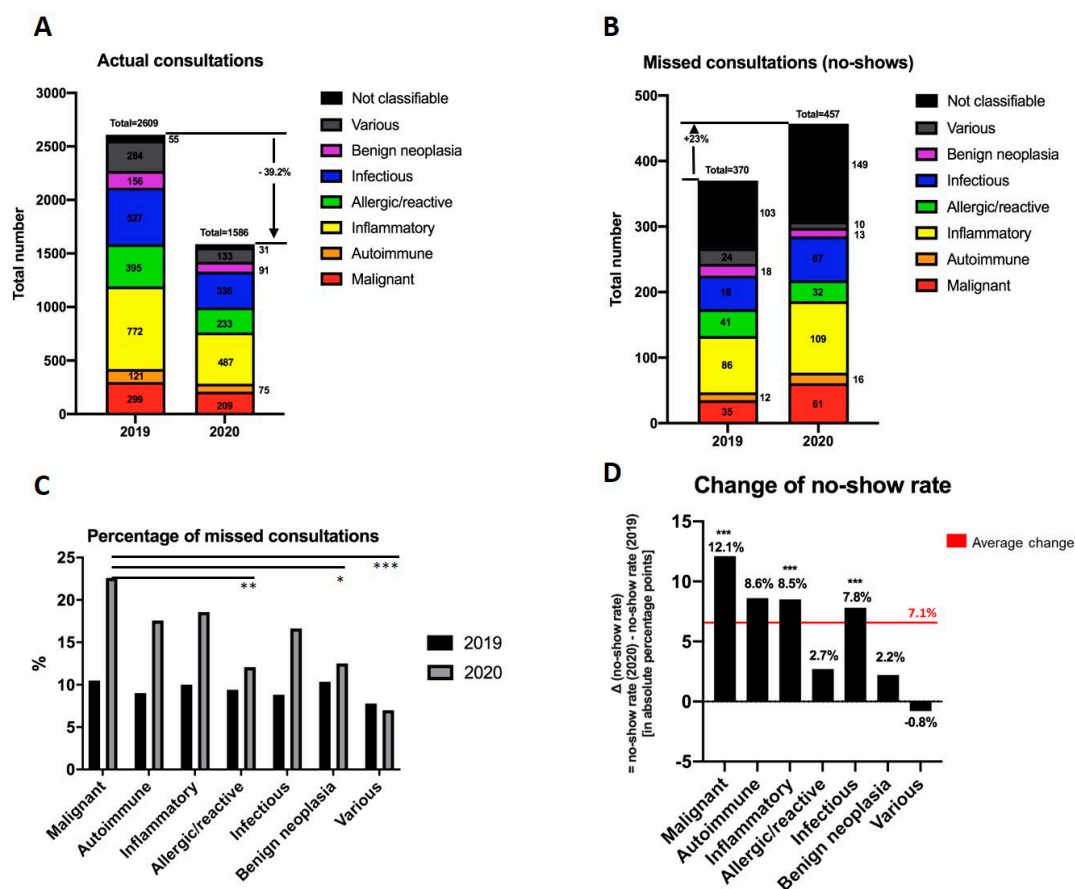 A
Actual consultations
Total number
3000
2500
2000
1500
1000
500
0
Total=2609
55
284
156
527
395
772
121
299
2019
- 39.2%
Total=1586
31
133
91
336
233
487
75
209
2020
Not classifiable
Various
Benign neoplasia
Infectious
Allergic/reactive
Inflammatory
Autoimmune
Malignant
B
Missed consultations (no-shows)
Total number
500
400
300
200
100
0
+23%
Total=370
103
24
18
18
41
86
12
35
2019
Total=457
149
10
13
67
32
109
16
61
2020
Not classifiable
Various
Benign neoplasia
Infectious
Allergic/reactive
Inflammatory
Autoimmune
Malignant
C
Percentage of missed consultations
%
25
20
15
10
5
0
**
*
***
Malignant
Autoimmune
Inflammatory
Allergic/reactive
Infectious
Benign neoplasia
Various
2019
2020
D
Change of no-show rate
Δ (no-show rate)
= no-show rate (2020) - no-show rate (2019)
[in absolute percentage points]
15
10
5
0
-5
***
12.1%
8.6%
***
8.5%
2.7%
***
7.8%
2.2%
-0.8%
7.1%
Average change
Malignant
Autoimmune
Inflammatory
Allergic/reactive
Infectious
Benign neoplasia
Various